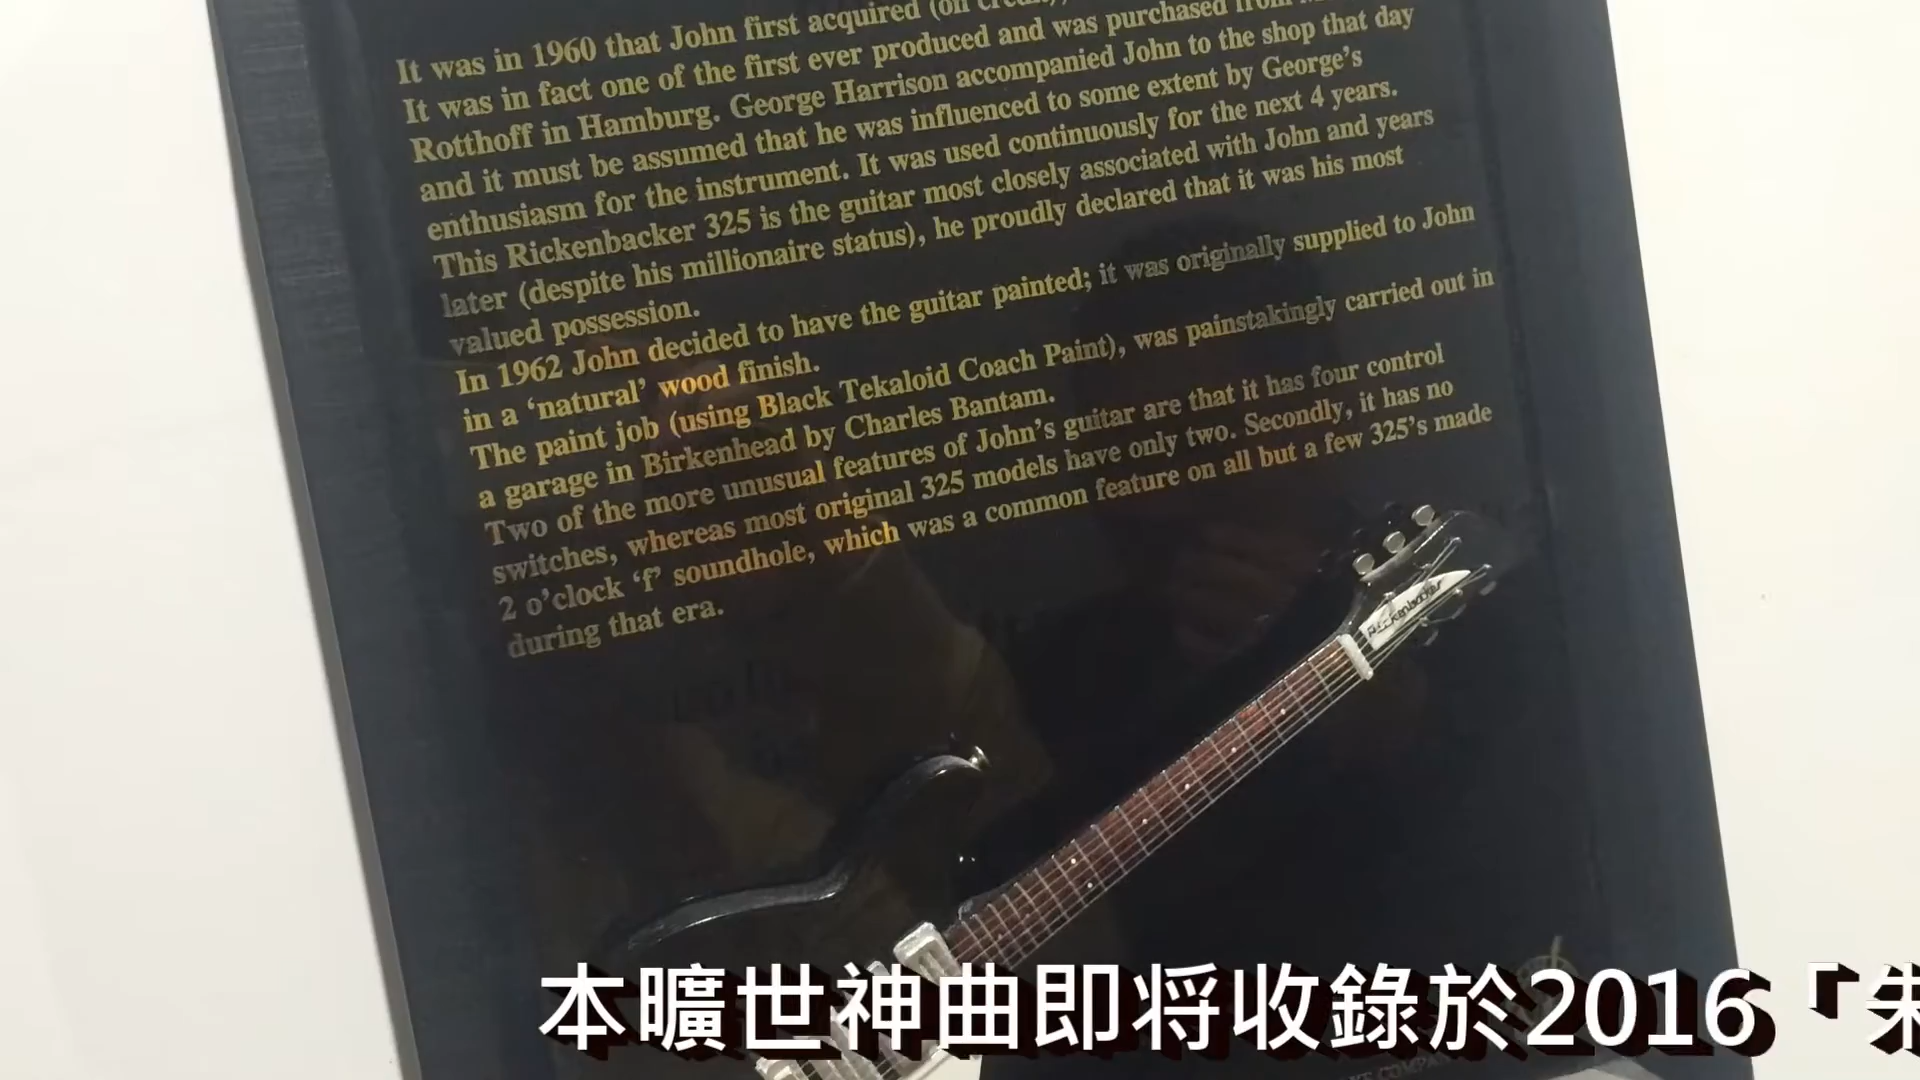 It was in 1960 that John first acquired (on
It was in fact one of the first ever produced and was purchased from
Rotthoff in Hamburg. George Harrison accompanied John to the shop that day
and it must be assumed that he was influenced to some extent by George's
enthusiasm for the instrument. It was used continuously for the next 4 years.
This Rickenbacker 325 is the guitar most closely associated with John and years
later (despite his millionaire status), he proudly declared that it was his most
valued possession.
In 1962 John decided to have the guitar painted; it was originally supplied to John
in a ‘natural’ wood finish.
The paint job (using Black Tekaloid Coach Paint), was painstakingly carried out in
a garage in Birkenhead by Charles Bantam.
Two of the more unusual features of John's guitar are that it has four control
switches, whereas most original 325 models have only two. Secondly, it has no
2 o'clock ‘f’ soundhole, which was a common feature on all but a few 325's made
during that era.
Rickenbacker
本曠世神曲即将收錄於2016「朱